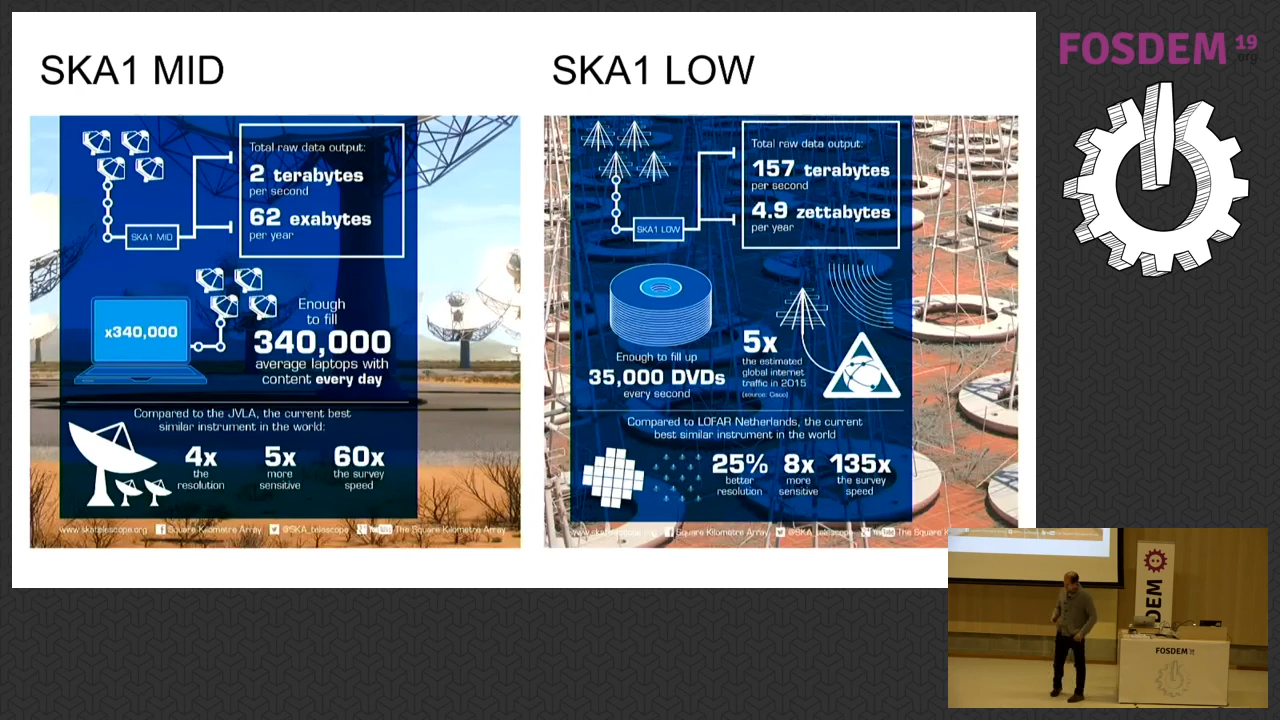 SKA1 MID
Total raw data output:
2 terabytes
per second
62 exabytes
per year
SKA1 MID
x340,000
Enough
to fill
340,000
average laptops with
content every day
Compared to the JVLA, the current best
similar instrument in the world:
4x
the
resolution
5x
more
sensitive
60x
the survey
speed
www.skatelescope.org
Square Kilometre Array
@SKA_telescope
The Square Kilometre Array
SKA1 LOW
Total raw data output:
157 terabytes
per second
4.9 zettabytes
per year
SKA1 LOW
Enough to fill up
35,000 DVDs
every second
5x
the estimated
global internet
traffic in 2015
(source: Cisco)
Compared to LOFAR Netherlands, the current
best similar instrument in the world
25%
better
resolution
8x
more
sensitive
135x
the survey
speed
Square Kilometre Array
@SKA_telescope
The Square K
FOSDEM 19
.org
DEM
FOSDEM 19